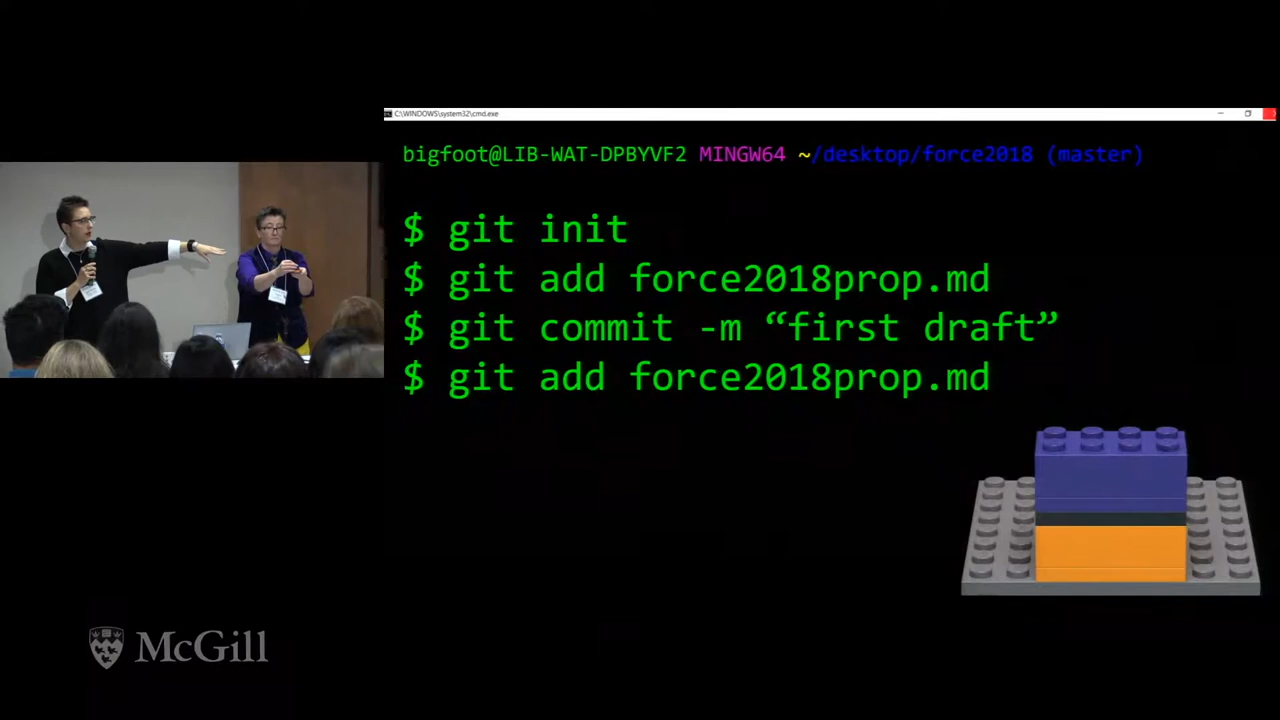 C:\WINDOWS\system32\cmd.exe
bigfoot@LIB-WAT-DPBYVF2 MINGW64 ~/desktop/force2018 (master)
$ git init
$ git add force2018prop.md
$ git commit -m “first draft”
$ git add force2018prop.md
McGill